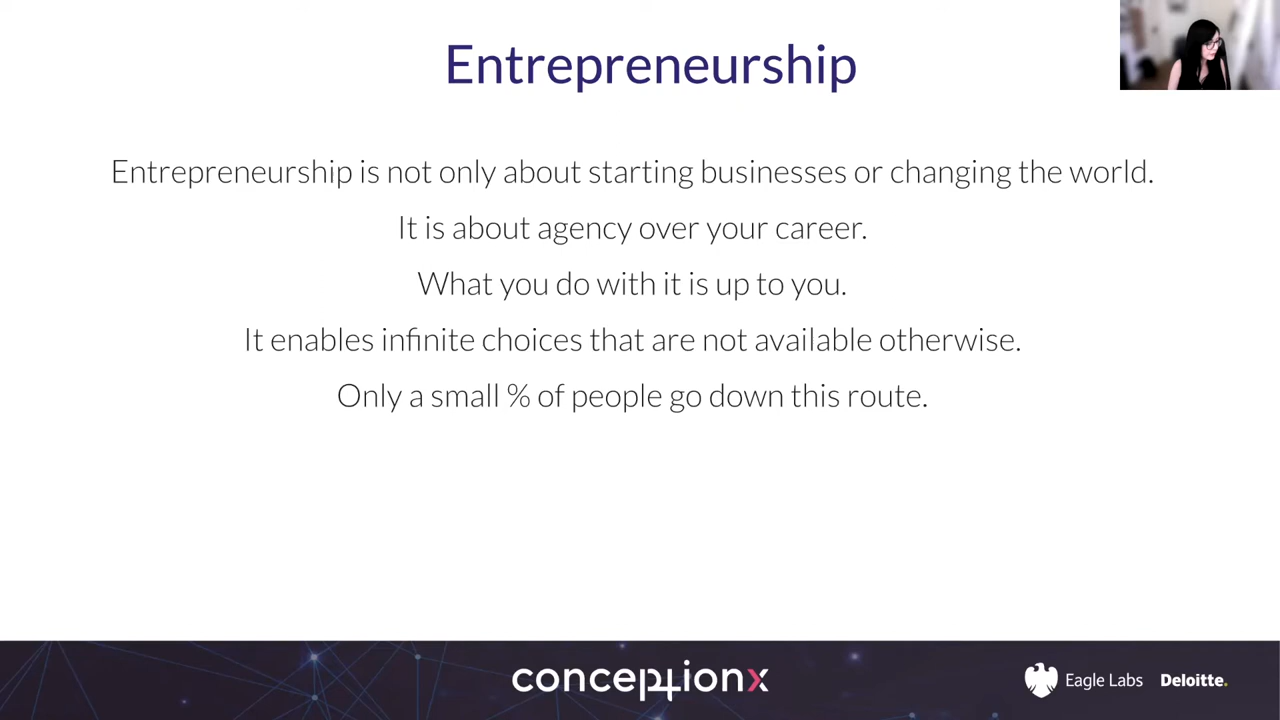 Entrepreneurship
Entrepreneurship is not only about starting businesses or changing the world.
It is about agency over your career.
What you do with it is up to you.
It enables infinite choices that are not available otherwise.
Only a small % of people go down this route.
conceptionx
Eagle Labs
Deloitte.